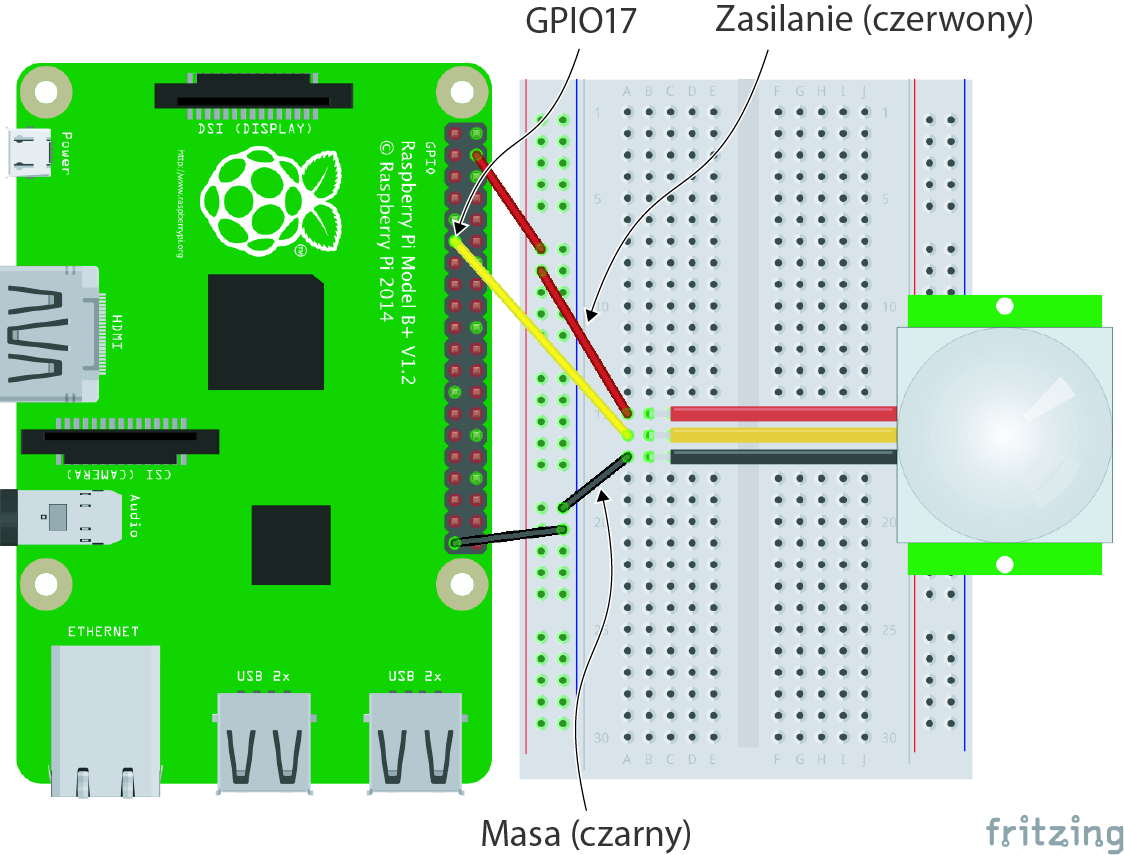 GPIO17
Zasilanie (czerwony)
DSI (DISPLAY)
Power
http://www.raspberrypi.org
GPIO
Raspberry Pi Model B+ V1.2
© Raspberry Pi 2014
TM
HDMI
CSI (CAMERA)
Audio
ETHERNET
USB 2x
USB 2x
A B C D E F G H I J
1 1
5 5
10 10
15
20 20
25 25
30 30
A B C D E F G H I J
Masa (czarny)
fritzing